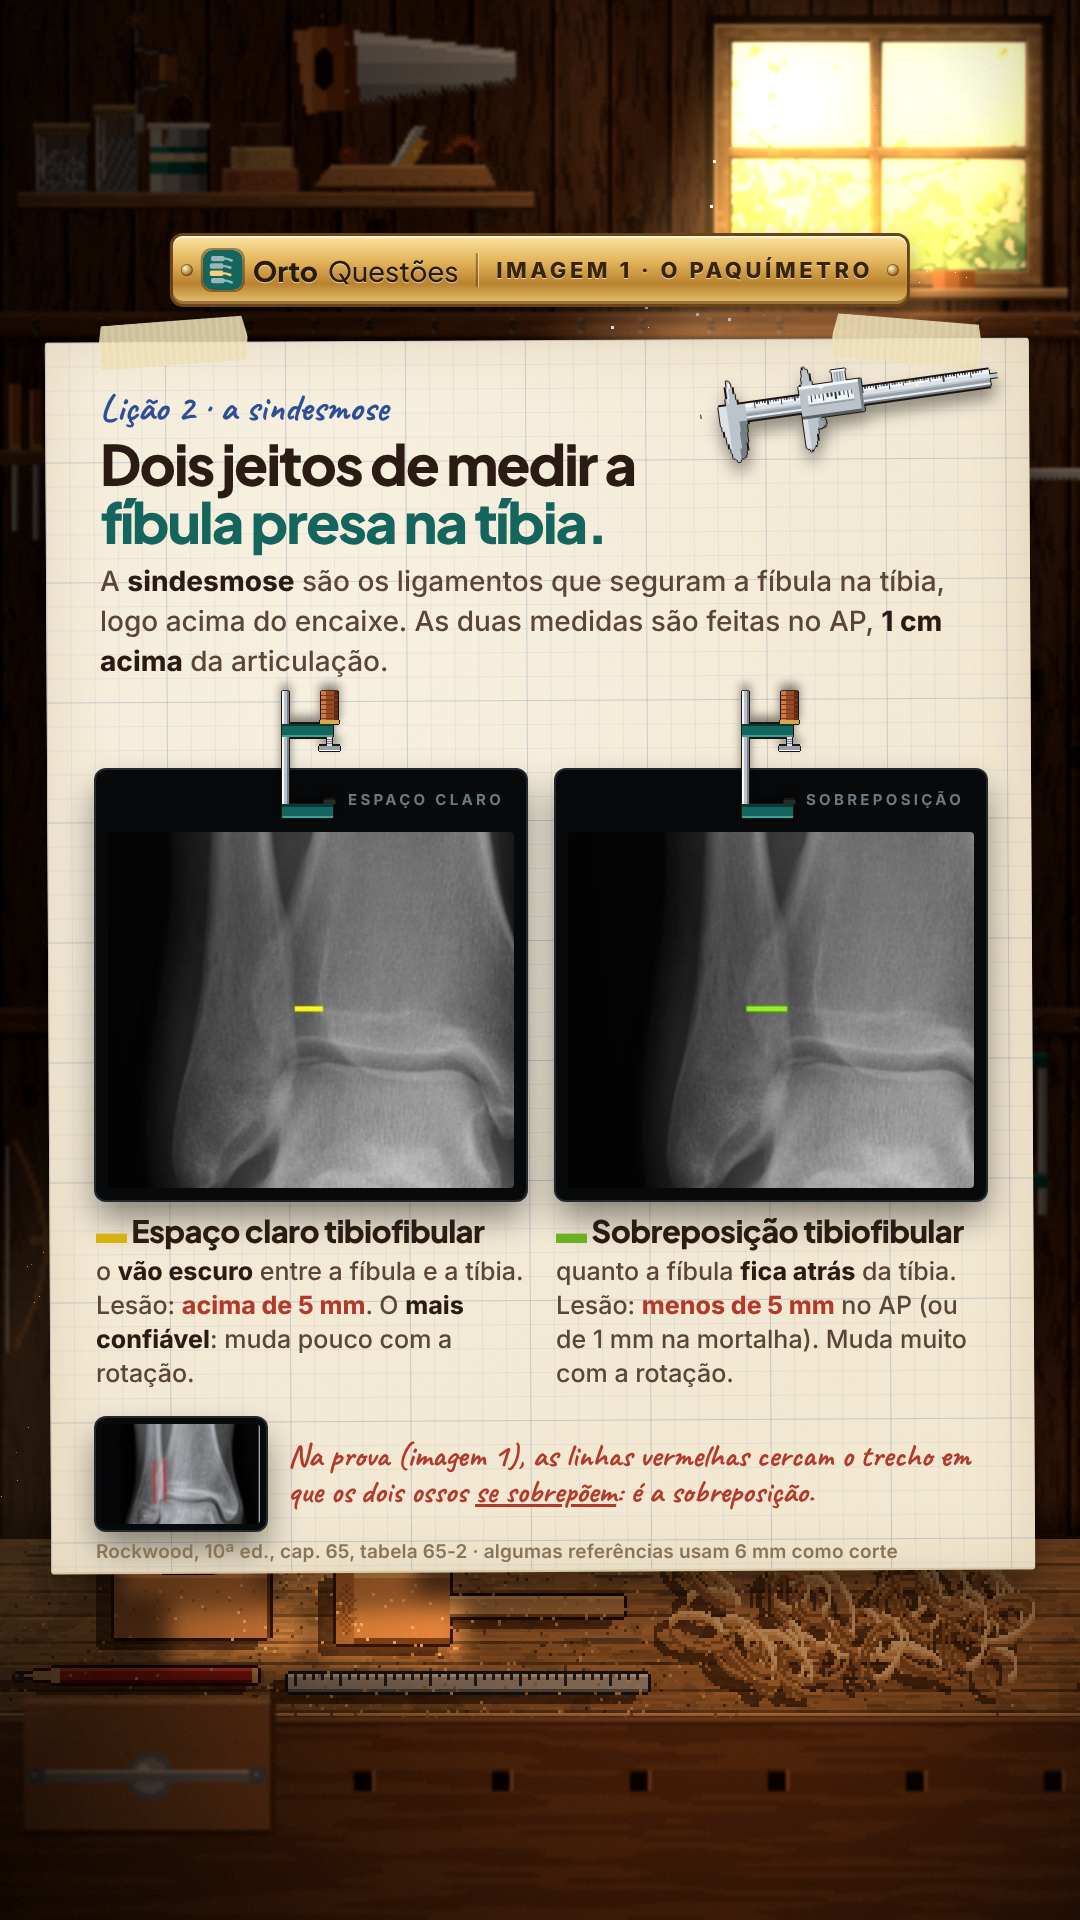 Orto Questões
IMAGEM 1 · O PAQUÍMETRO
Lição 2 · a sindesmose
Dois jeitos de medir a
fíbula presa na tíbia.
A sindesmose são os ligamentos que seguram a fíbula na tíbia,
logo acima do encaixe. As duas medidas são feitas no AP, 1 cm
acima da articulação.
ESPAÇO CLARO
SOBREPOSIÇÃO
Espaço claro tibiofibular
o vão escuro entre a fíbula e a tíbia.
Lesão: acima de 5 mm. O mais
confiável: muda pouco com a
rotação.
Sobreposição tibiofibular
quanto a fíbula fica atrás da tíbia.
Lesão: menos de 5 mm no AP (ou
de 1 mm na mortalha). Muda muito
com a rotação.
Na prova (imagem 1), as linhas vermelhas cercam o trecho em
que os dois ossos se sobrepõem: é a sobreposição.
Rockwood, 10ª ed., cap. 65, tabela 65-2 · algumas referências usam 6 mm como corte